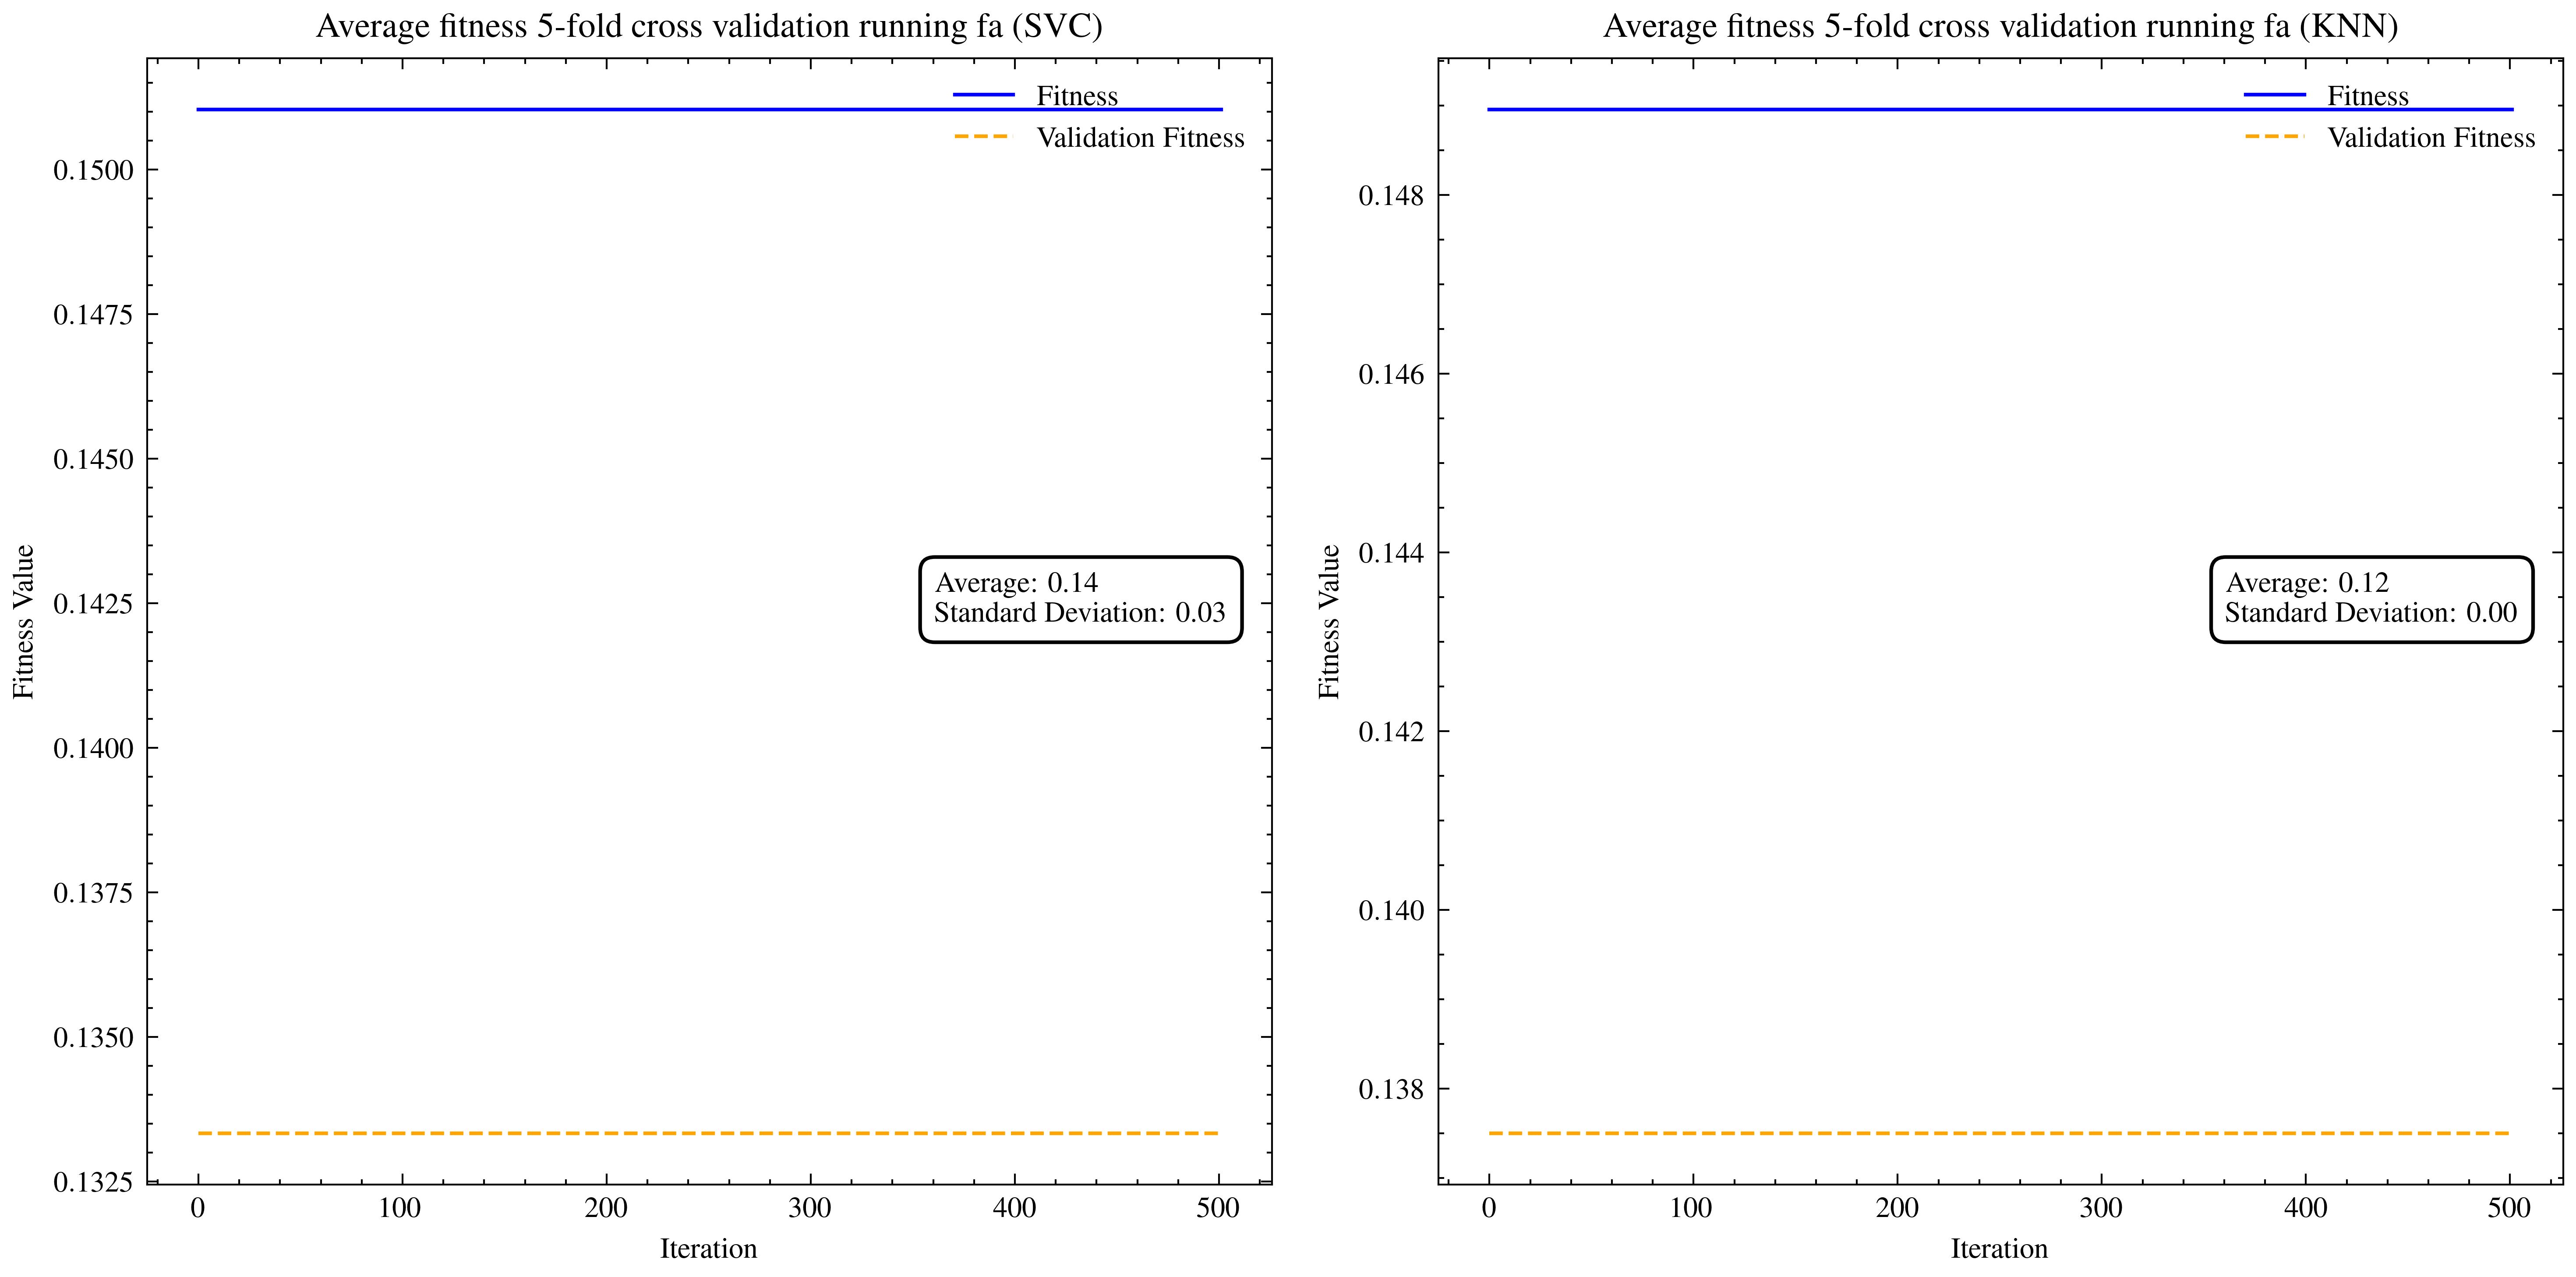 Average fitness 5-fold cross validation running fa (SVC)
Fitness
Validation Fitness
0.1500
0.1475
0.1450
0.1425
0.1400
0.1375
0.1350
0.1325
Fitness Value
Average: 0.14
Standard Deviation: 0.03
0 100 200 300 400 500
Iteration
Average fitness 5-fold cross validation running fa (KNN)
Fitness
Validation Fitness
0.148
0.146
0.144
0.142
0.140
0.138
Fitness Value
Average: 0.12
Standard Deviation: 0.00
0 100 200 300 400 500
Iteration